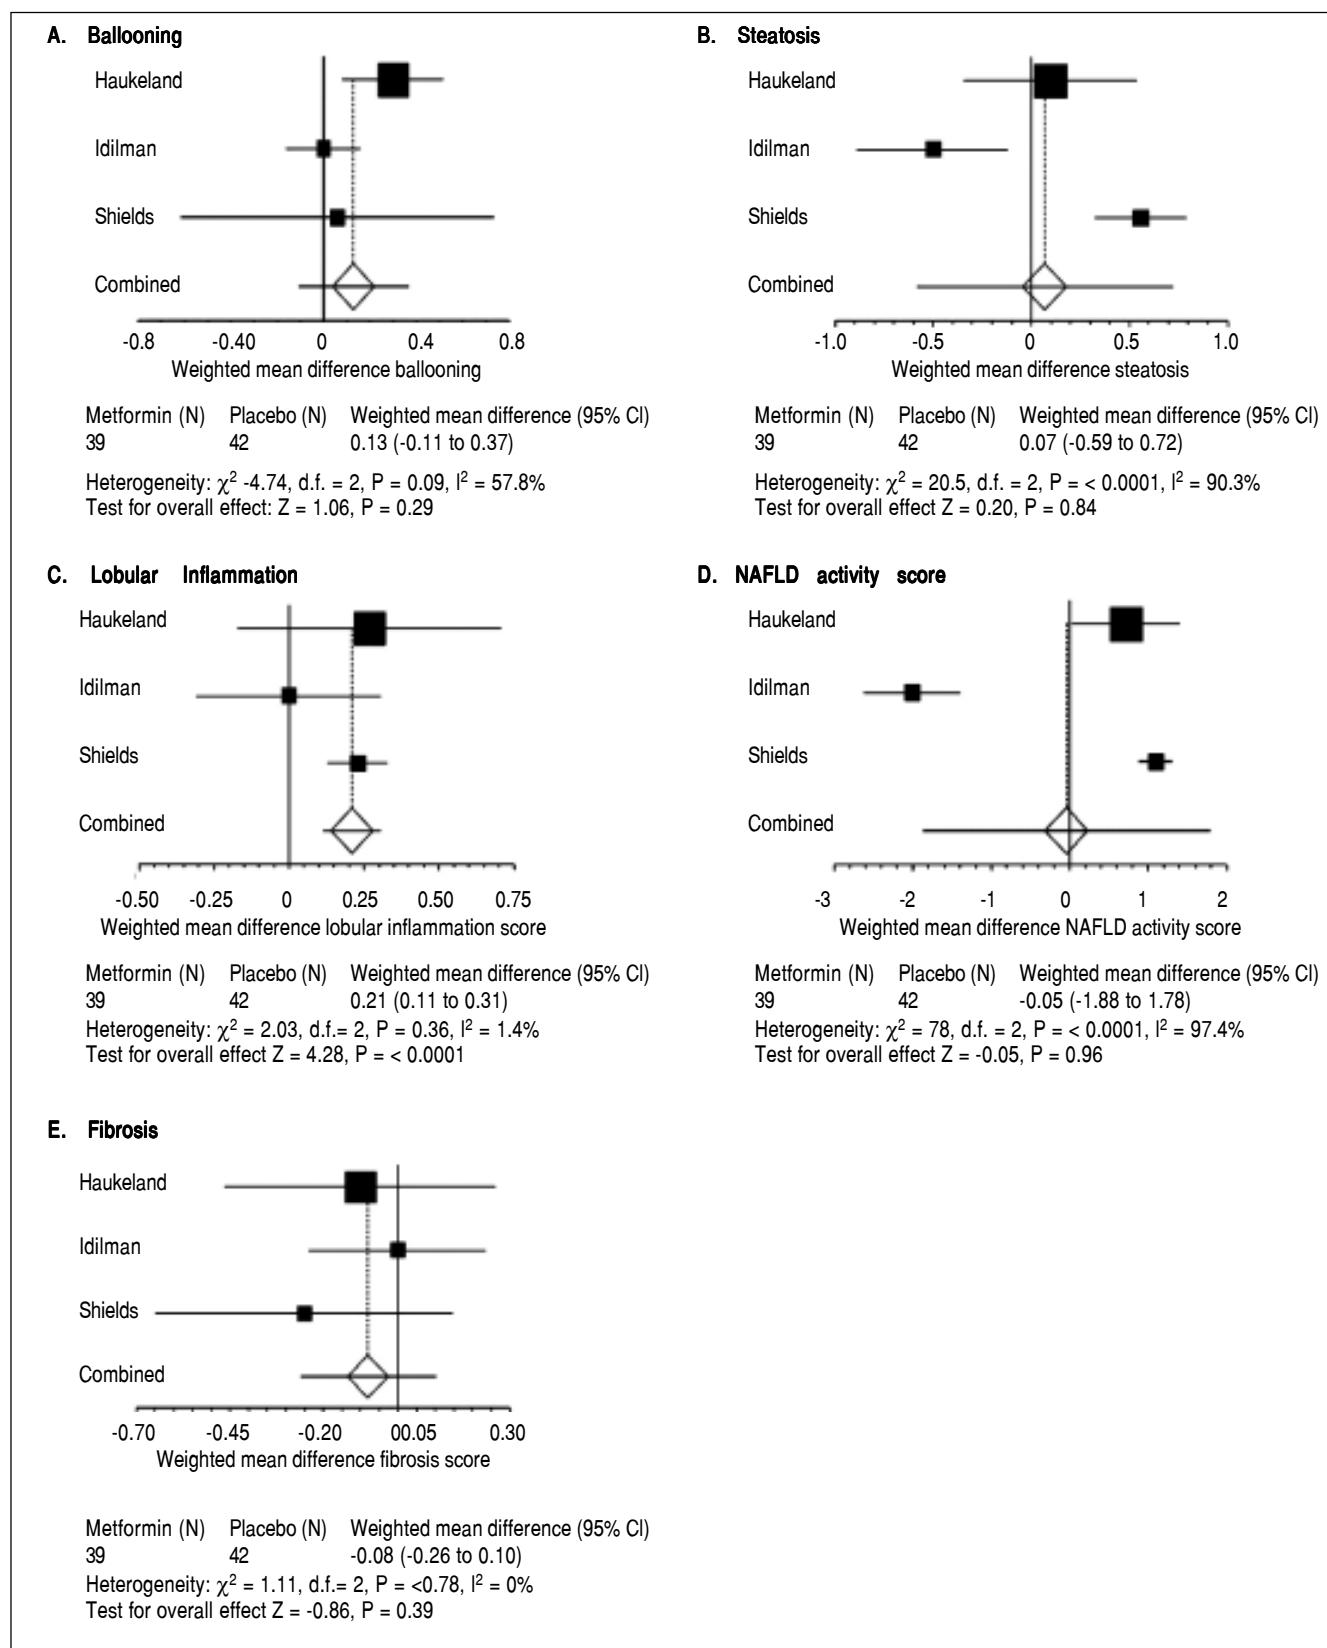 A. Ballooning
Haukeland
Idilman
Shields
Combined
-0.8 -0.40 0 0.4 0.8
Weighted mean difference ballooning
Metformin (N) Placebo (N) Weighted mean difference (95% CI)
39 42 0.13 (-0.11 to 0.37)
Heterogeneity: χ² -4.74, d.f. = 2, P = 0.09, I² = 57.8%
Test for overall effect: Z = 1.06, P = 0.29
B. Steatosis
Haukeland
Idilman
Shields
Combined
-1.0 -0.5 0 0.5 1.0
Weighted mean difference steatosis
Metformin (N) Placebo (N) Weighted mean difference (95% CI)
39 42 0.07 (-0.59 to 0.72)
Heterogeneity: χ² = 20.5, d.f. = 2, P = < 0.0001, I² = 90.3%
Test for overall effect Z = 0.20, P = 0.84
C. Lobular Inflammation
Haukeland
Idilman
Shields
Combined
-0.50 -0.25 0 0.25 0.50 0.75
Weighted mean difference lobular inflammation score
Metformin (N) Placebo (N) Weighted mean difference (95% CI)
39 42 0.21 (0.11 to 0.31)
Heterogeneity: χ² = 2.03, d.f.= 2, P = 0.36, I² = 1.4%
Test for overall effect Z = 4.28, P = < 0.0001
D. NAFLD activity score
Haukeland
Idilman
Shields
Combined
-3 -2 -1 0 1 2
Weighted mean difference NAFLD activity score
Metformin (N) Placebo (N) Weighted mean difference (95% CI)
39 42 -0.05 (-1.88 to 1.78)
Heterogeneity: χ² = 78, d.f. = 2, P = < 0.0001, I² = 97.4%
Test for overall effect Z = -0.05, P = 0.96
E. Fibrosis
Haukeland
Idilman
Shields
Combined
-0.70 -0.45 -0.20 00.05 0.30
Weighted mean difference fibrosis score
Metformin (N) Placebo (N) Weighted mean difference (95% CI)
39 42 -0.08 (-0.26 to 0.10)
Heterogeneity: χ² = 1.11, d.f.= 2, P = <0.78, I² = 0%
Test for overall effect Z = -0.86, P = 0.39